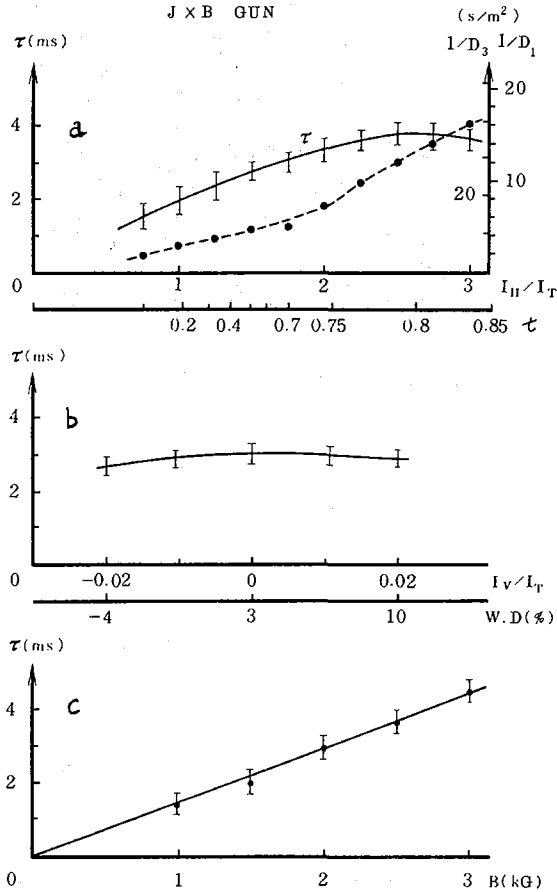 J × B GUN
(s/m²)
τ(ms) 1/D₃ 1/D₁
20
a
4
τ
20 10
2
0 1 2 3 I_H/I_T
0.2 0.4 0.7 0.75 0.8 0.85 t
τ(ms)
b
4
2
0 −0.02 0 0.02 I_V/I_T
−4 3 10 W.D(%)
τ(ms)
c
4
2
0 1 2 3 B(kG)